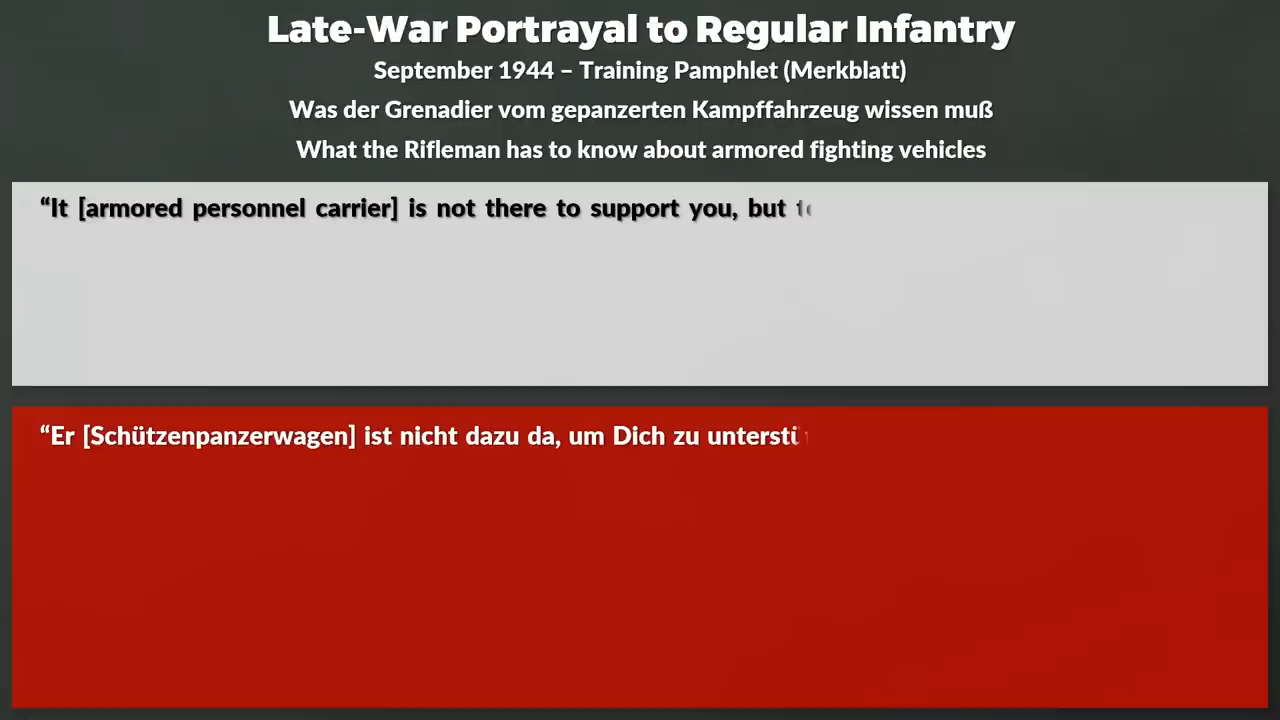 Late-War Portrayal to Regular Infantry
September 1944 – Training Pamphlet (Merkblatt)
Was der Grenadier vom gepanzerten Kampffahrzeug wissen muß
What the Rifleman has to know about armored fighting vehicles
“It [armored personnel carrier] is not there to support you, but
“Er [Schützenpanzerwagen] ist nicht dazu da, um Dich zu